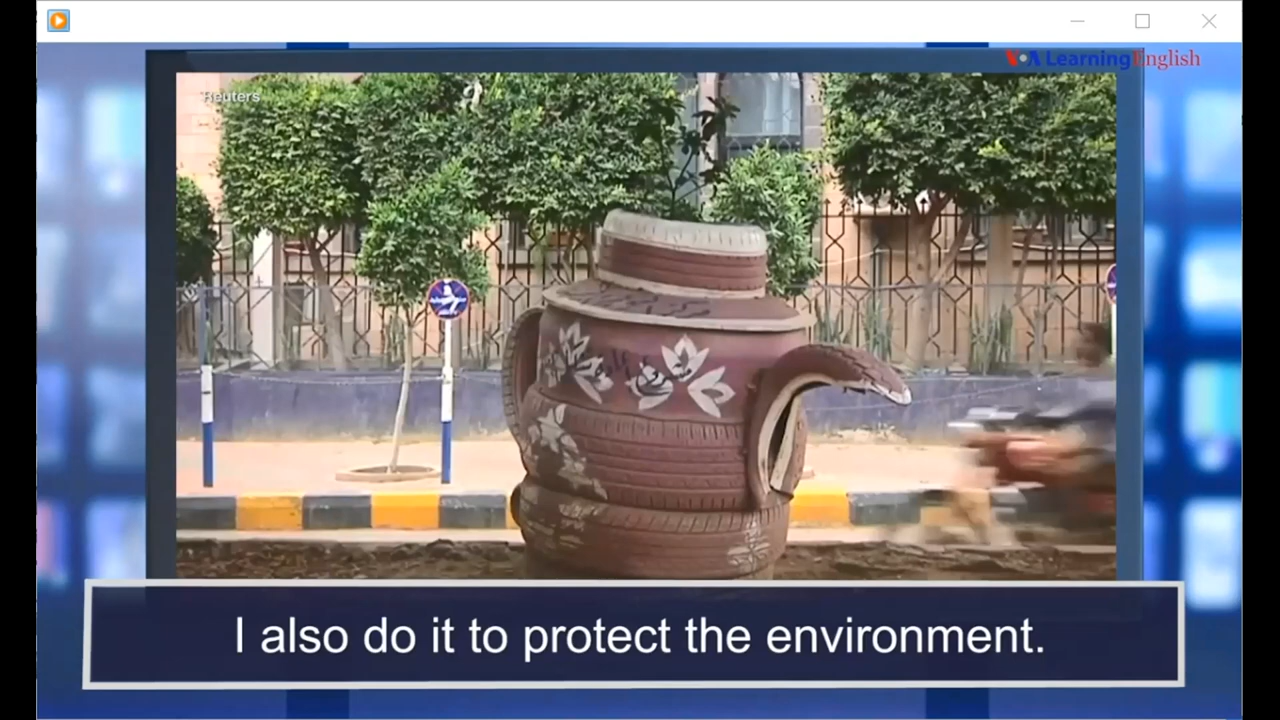 VOA Learning English
Reuters
I also do it to protect the environment.